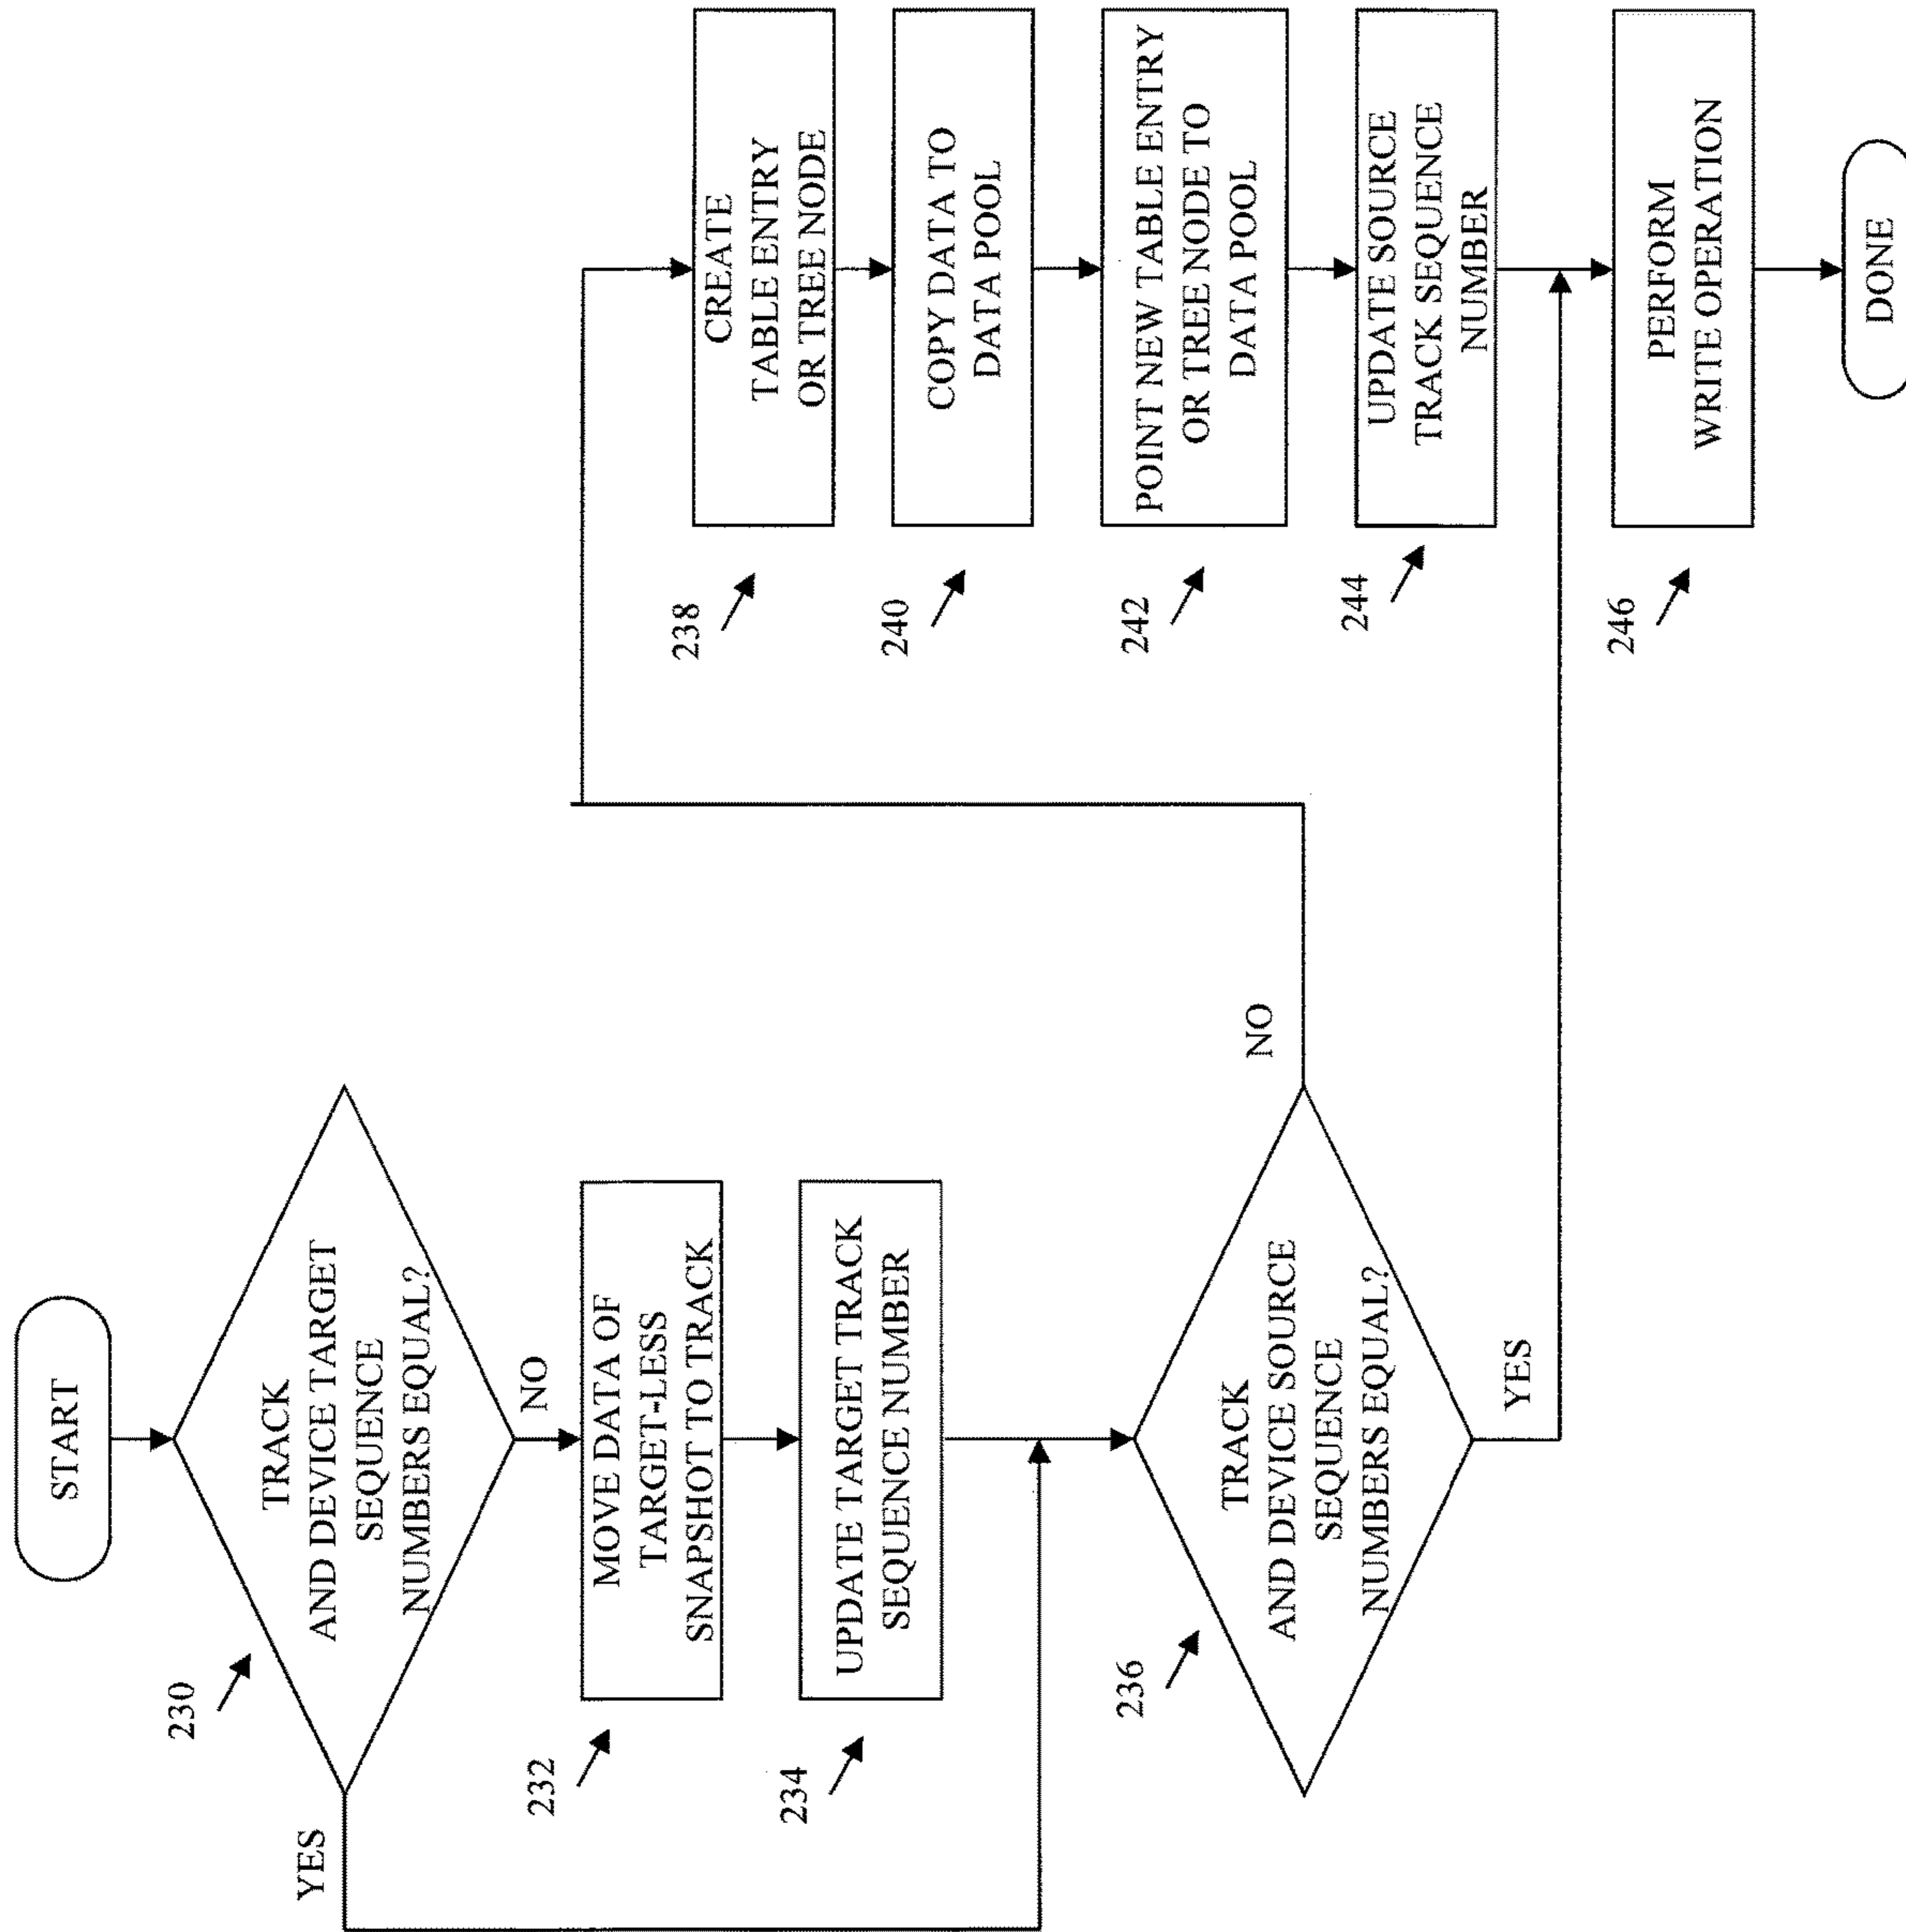 START
TRACK
AND DEVICE TARGET
SEQUENCE
NUMBERS EQUAL?
230
YES
NO
MOVE DATA OF
TARGET-LESS
SNAPSHOT TO TRACK
232
UPDATE TARGET TRACK
SEQUENCE NUMBER
234
TRACK
AND DEVICE SOURCE
SEQUENCE
NUMBERS EQUAL?
236
NO
YES
CREATE
TABLE ENTRY
OR TREE NODE
238
COPY DATA TO
DATA POOL
240
POINT NEW TABLE ENTRY
OR TREE NODE TO
DATA POOL
242
UPDATE SOURCE
TRACK SEQUENCE
NUMBER
244
PERFORM
WRITE OPERATION
246
DONE